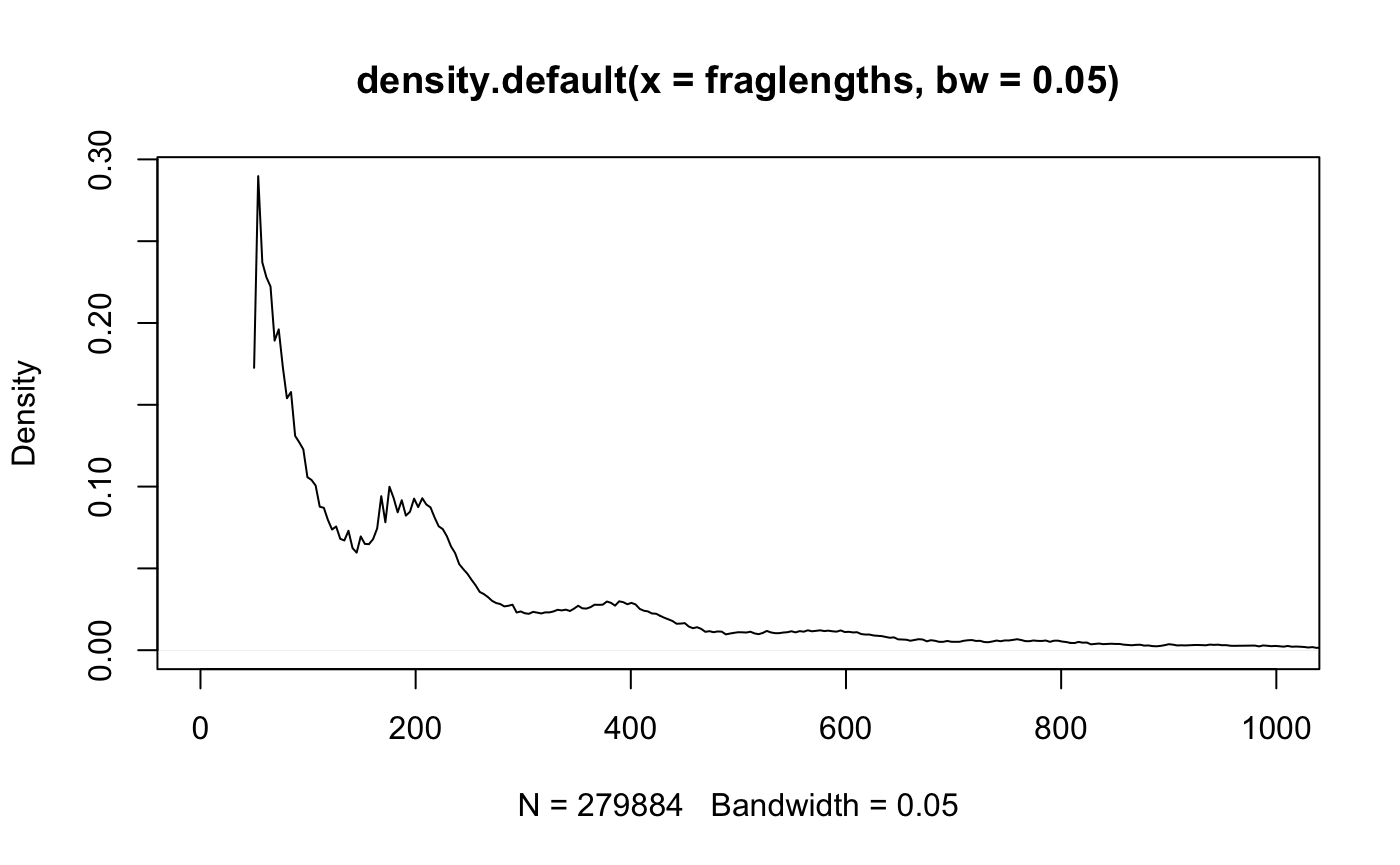 density.default(x = fraglengths, bw = 0.05)
Density
0.30
0.20
0.10
0.00
0 200 400 600 800 1000
N = 279884 Bandwidth = 0.05